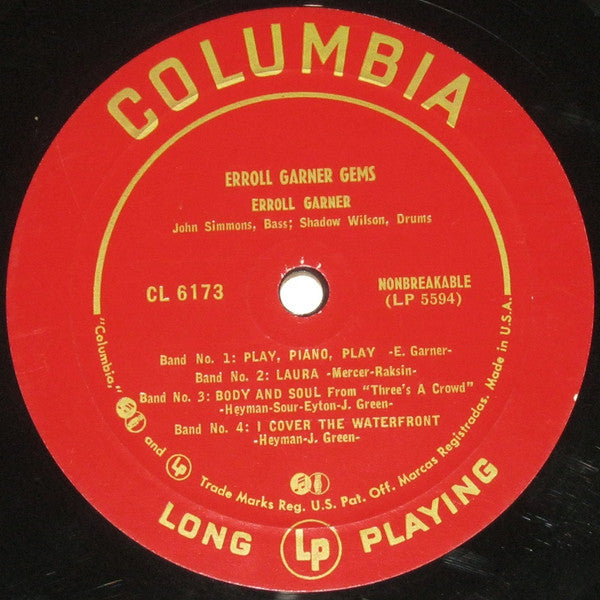 COLUMBIA
ERROLL GARNER GEMS
ERROLL GARNER
John Simmons, Bass; Shadow Wilson, Drums
CL 6173
NONBREAKABLE
(LP 5594)
Band No. 1: PLAY, PIANO, PLAY -E. Garner-
Band No. 2: LAURA -Mercer-Raksin-
Band No. 3: BODY AND SOUL From "Three's A Crowd"
-Heyman-Sour-Eyton-J. Green-
Band No. 4: I COVER THE WATERFRONT
-Heyman-J. Green-
"Columbia," and LP Trade Marks Reg. U.S. Pat. Off. Marcas Registradas. Made in U.S.A.
LONG LP PLAYING